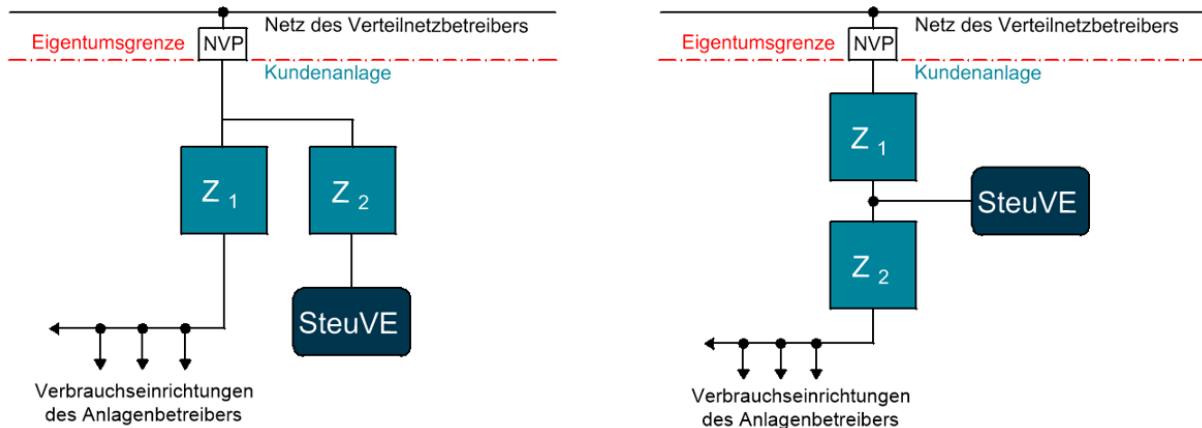 Netz des Verteilnetzbetreibers
Eigentumsgrenze
NVP
Kundenanlage
Z 1
Z 2
SteuVE
Verbrauchseinrichtungen
des Anlagenbetreibers
Netz des Verteilnetzbetreibers
Eigentumsgrenze
NVP
Kundenanlage
Z 1
SteuVE
Z 2
Verbrauchseinrichtungen
des Anlagenbetreibers